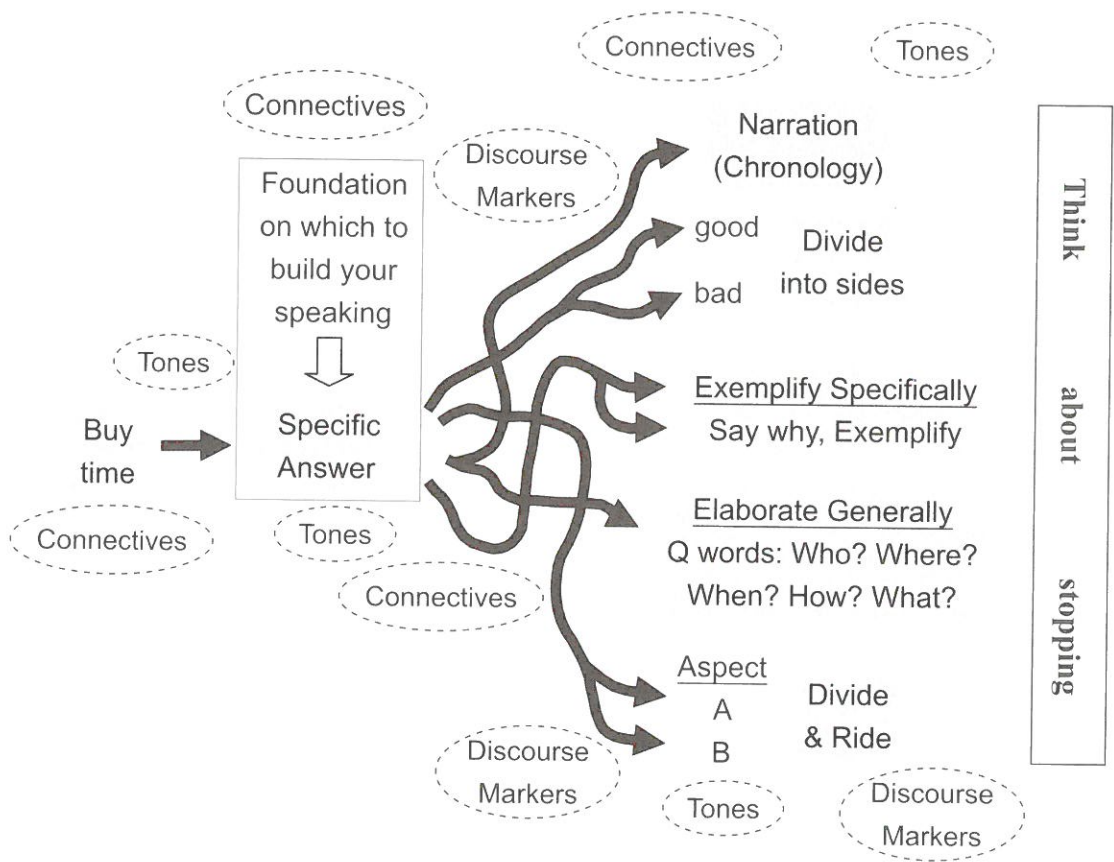 Connectives
Tones
Connectives
Narration
(Chronology)
Discourse
Markers
Foundation
on which to
build your
speaking
good
bad
Divide
into sides
Tones
Exemplify Specifically
Say why, Exemplify
Buy
time
Specific
Answer
Elaborate Generally
Q words: Who? Where?
When? How? What?
Connectives
Tones
Connectives
Aspect
A
B
Divide
& Ride
Discourse
Markers
Tones
Discourse
Markers
Think
about
stopping